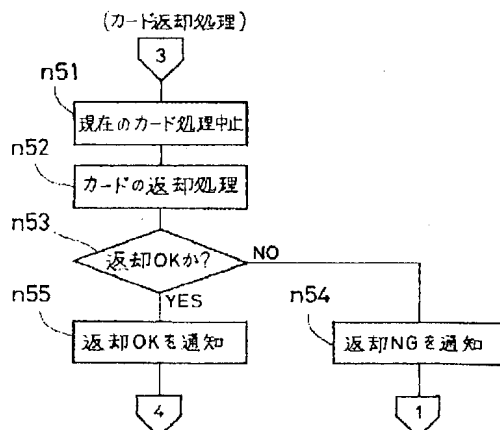 (カード返却処理)
3
n51
現在のカード処理中止
n52
カードの返却処理
n53
返却OKか?
NO
YES
n55
返却OKを通知
n54
返却NGを通知
4
1